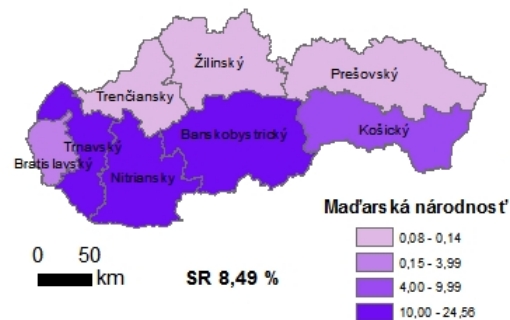 Žilinský
Prešovský
Trenčiansky
Košický
Banskobystrický
Trnavský
Bratislavský
Nitriansky
Maďarská národnosť
0,08 - 0,14
0,15 - 3,99
4,00 - 9,99
10,00 - 24,56
0 50
km
SR 8,49 %